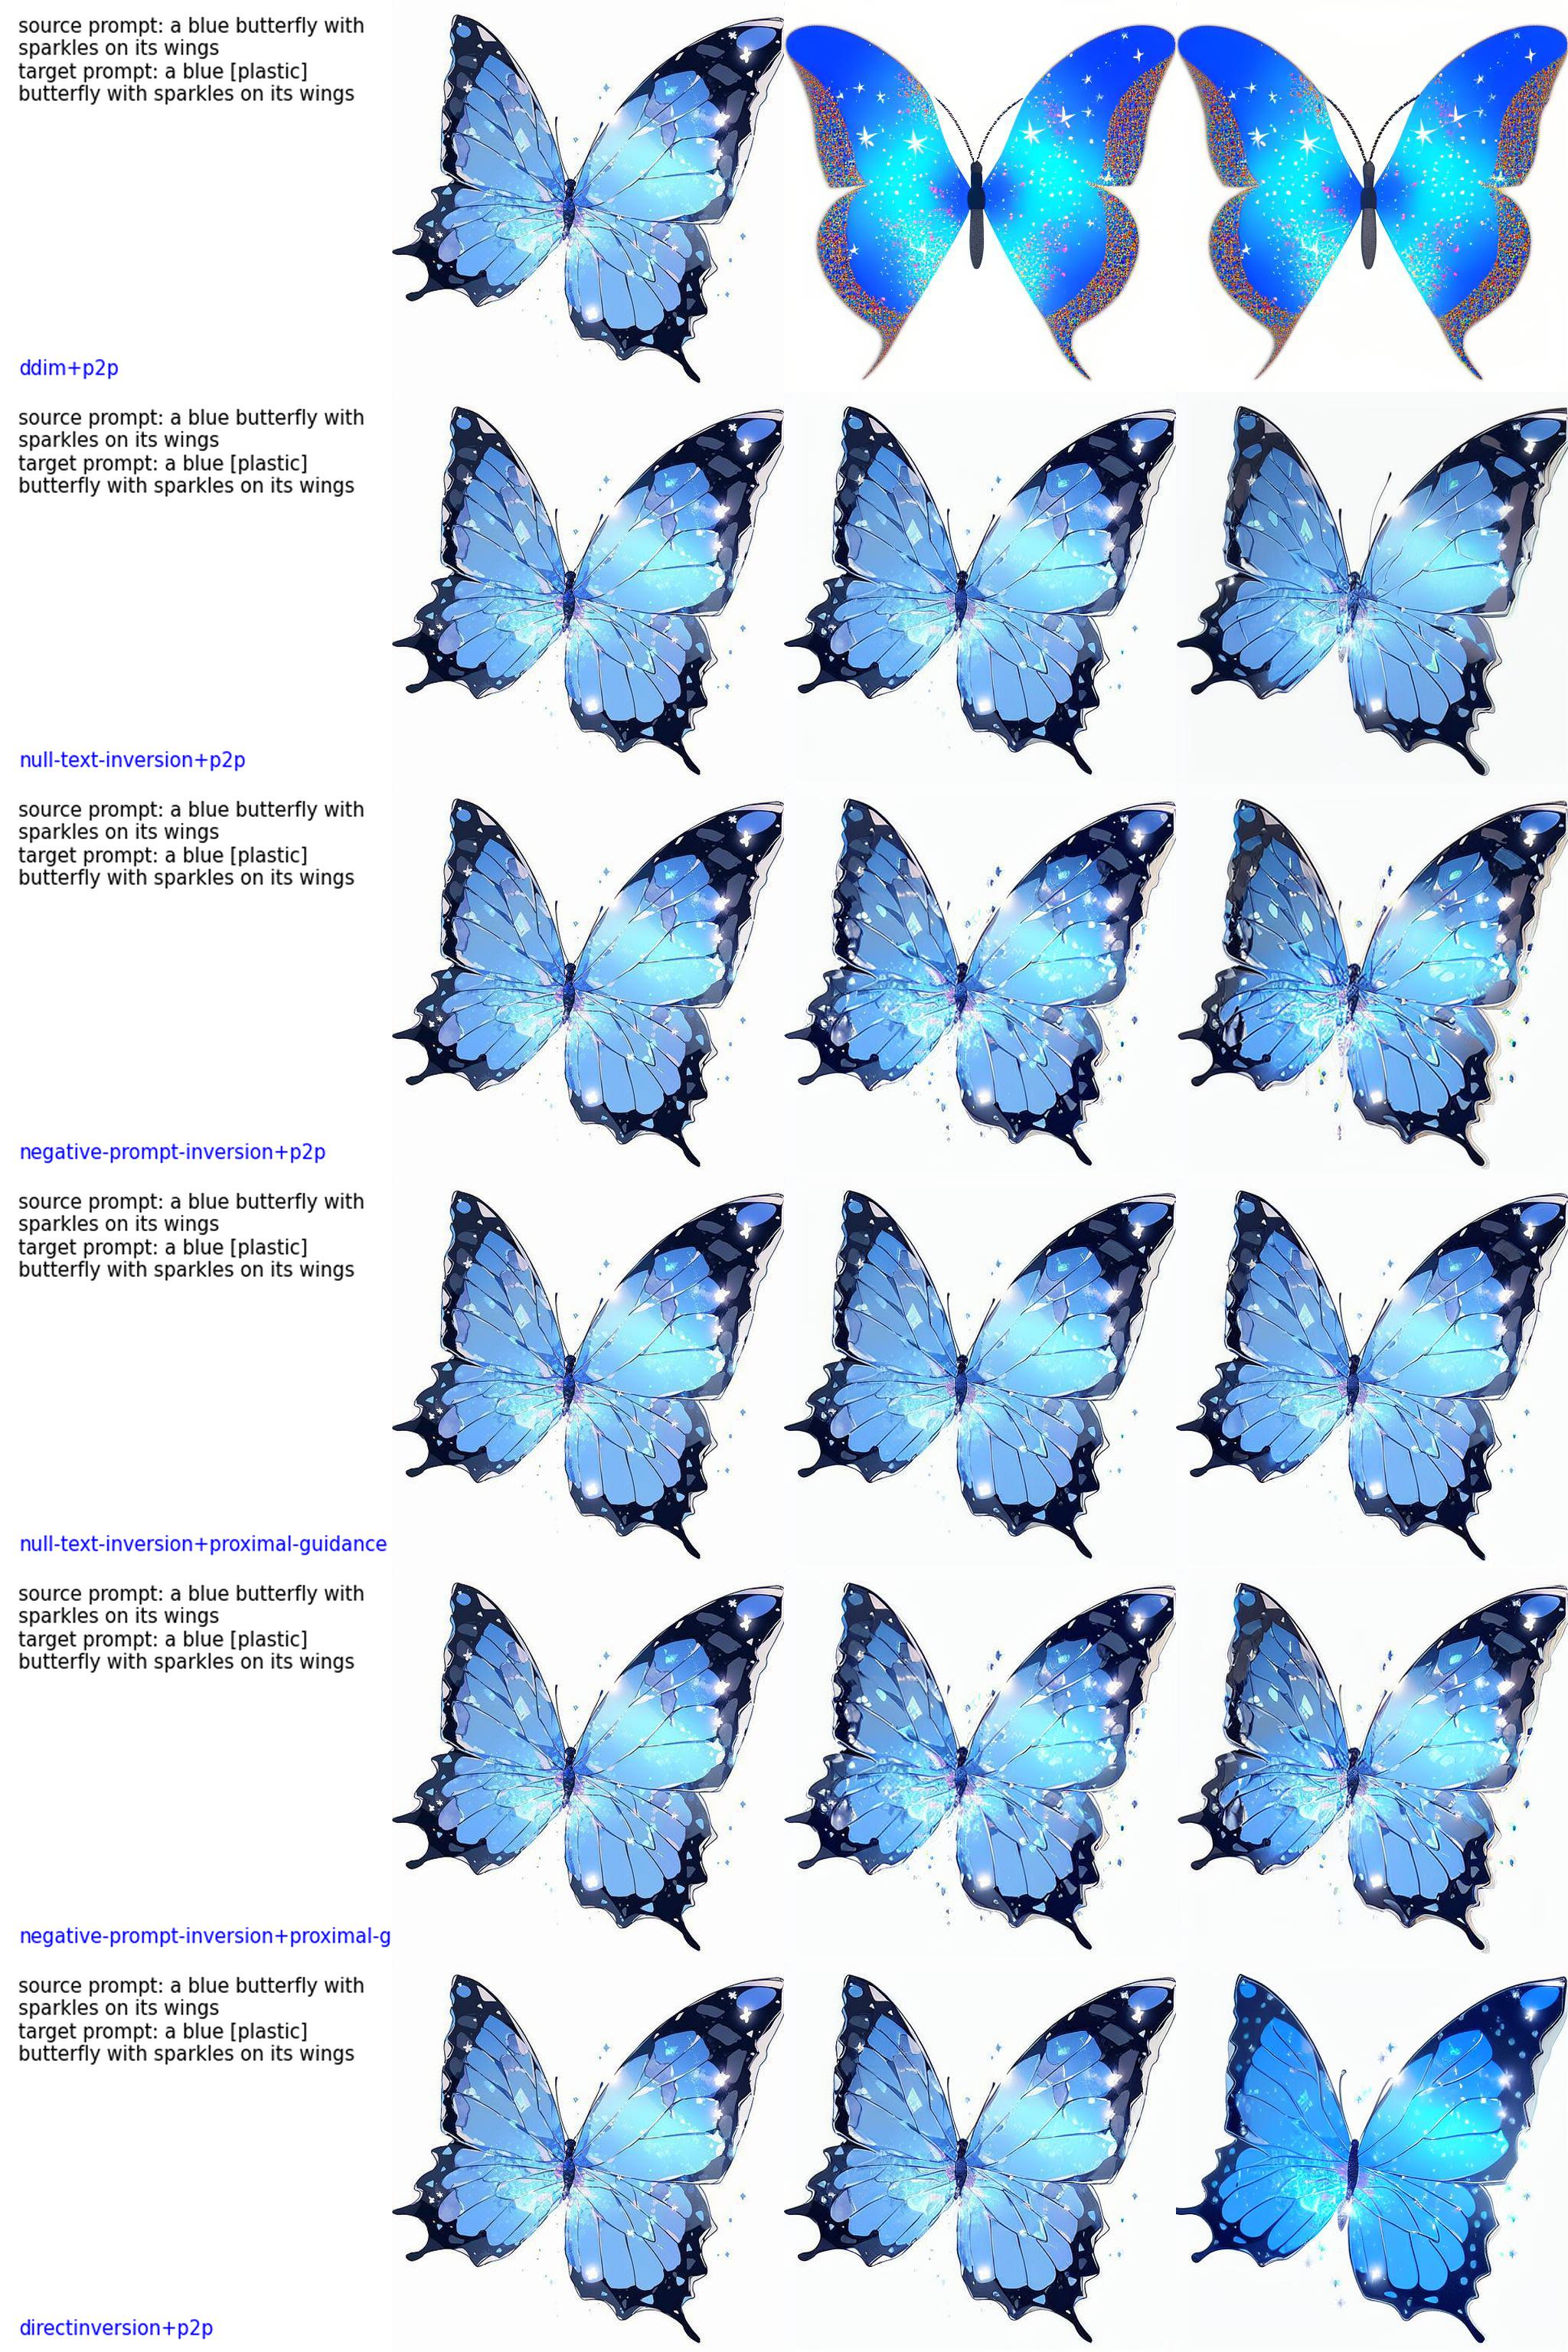 source prompt: a blue butterfly with
sparkles on its wings
target prompt: a blue [plastic]
butterfly with sparkles on its wings
ddim+p2p
source prompt: a blue butterfly with
sparkles on its wings
target prompt: a blue [plastic]
butterfly with sparkles on its wings
null-text-inversion+p2p
source prompt: a blue butterfly with
sparkles on its wings
target prompt: a blue [plastic]
butterfly with sparkles on its wings
negative-prompt-inversion+p2p
source prompt: a blue butterfly with
sparkles on its wings
target prompt: a blue [plastic]
butterfly with sparkles on its wings
null-text-inversion+proximal-guidance
source prompt: a blue butterfly with
sparkles on its wings
target prompt: a blue [plastic]
butterfly with sparkles on its wings
negative-prompt-inversion+proximal-g
source prompt: a blue butterfly with
sparkles on its wings
target prompt: a blue [plastic]
butterfly with sparkles on its wings
directinversion+p2p